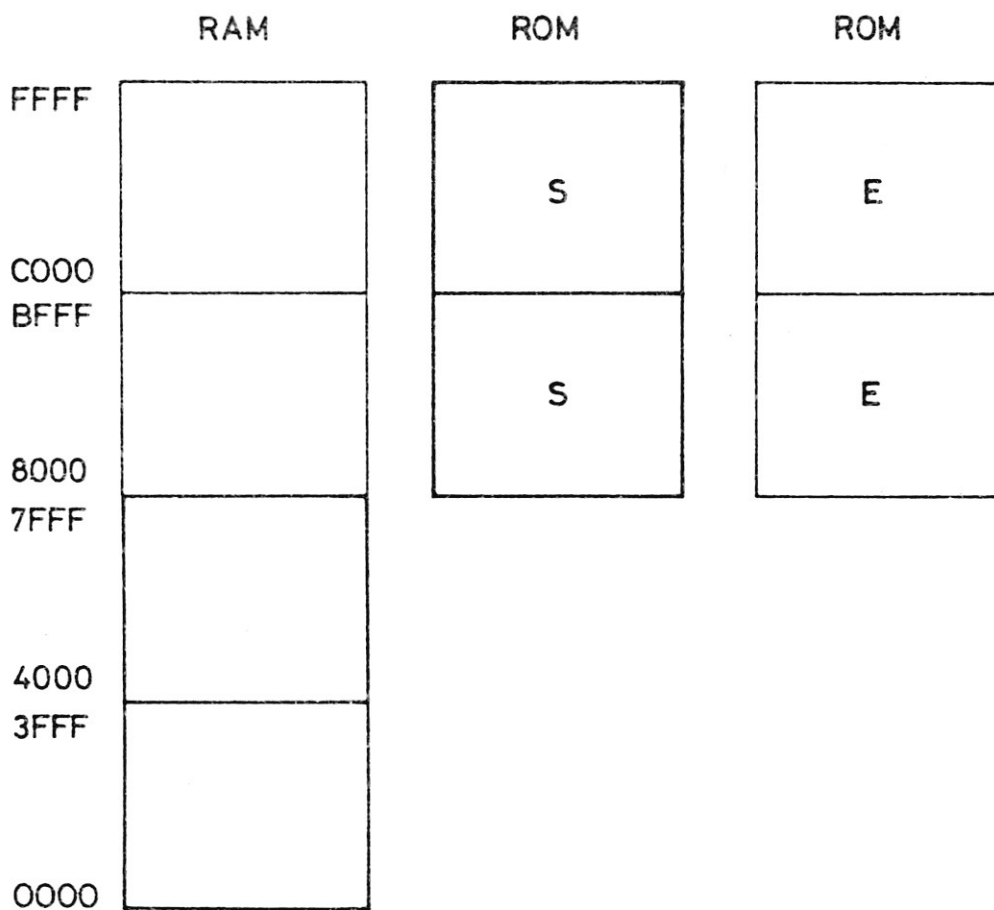 RAM ROM ROM
FFFF
S E
C000
BFFF
S E
8000
7FFF
4000
3FFF
0000